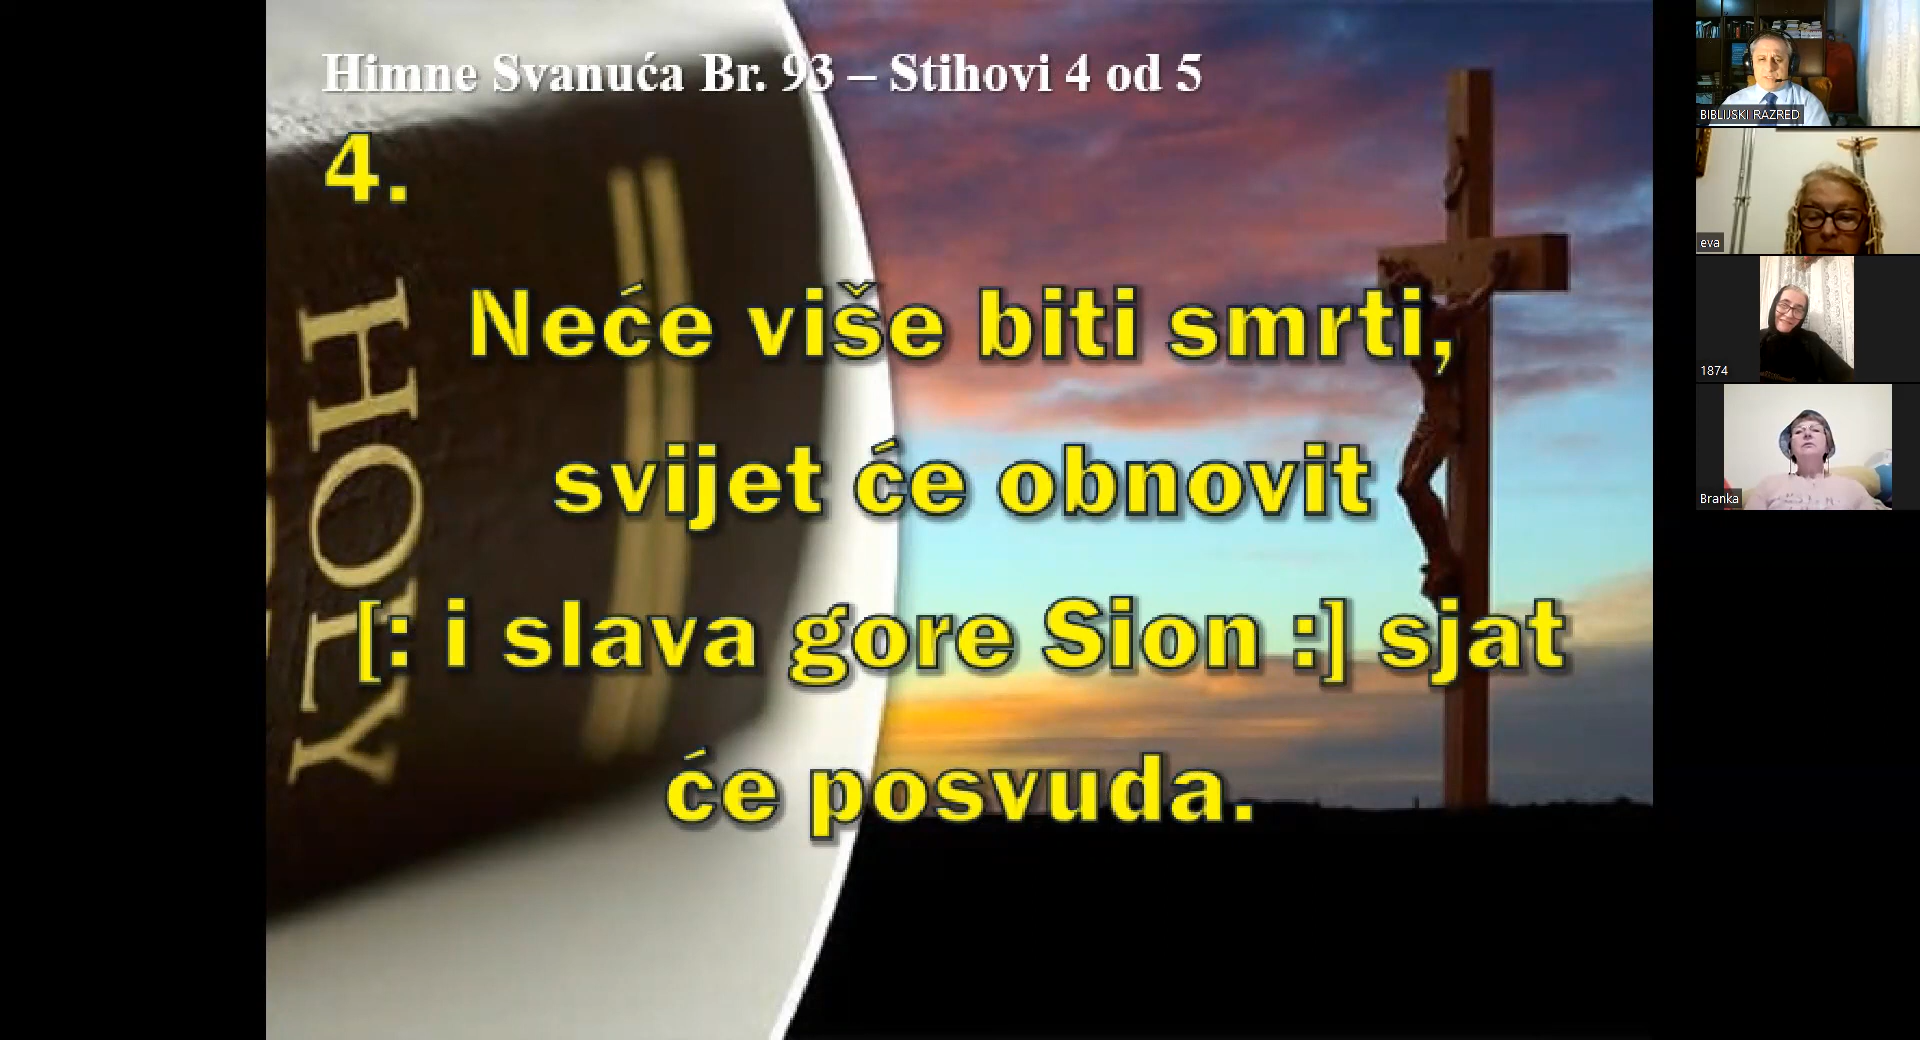 Himne Svanuća Br. 93 – Stihovi 4 od 5
4.
Neće više biti smrti,
svijet će obnovit
[: i slava gore Sion :] sjat
će posvuda.
HOLY
BIBLIJSKI RAZRED
eva
1874
Branka